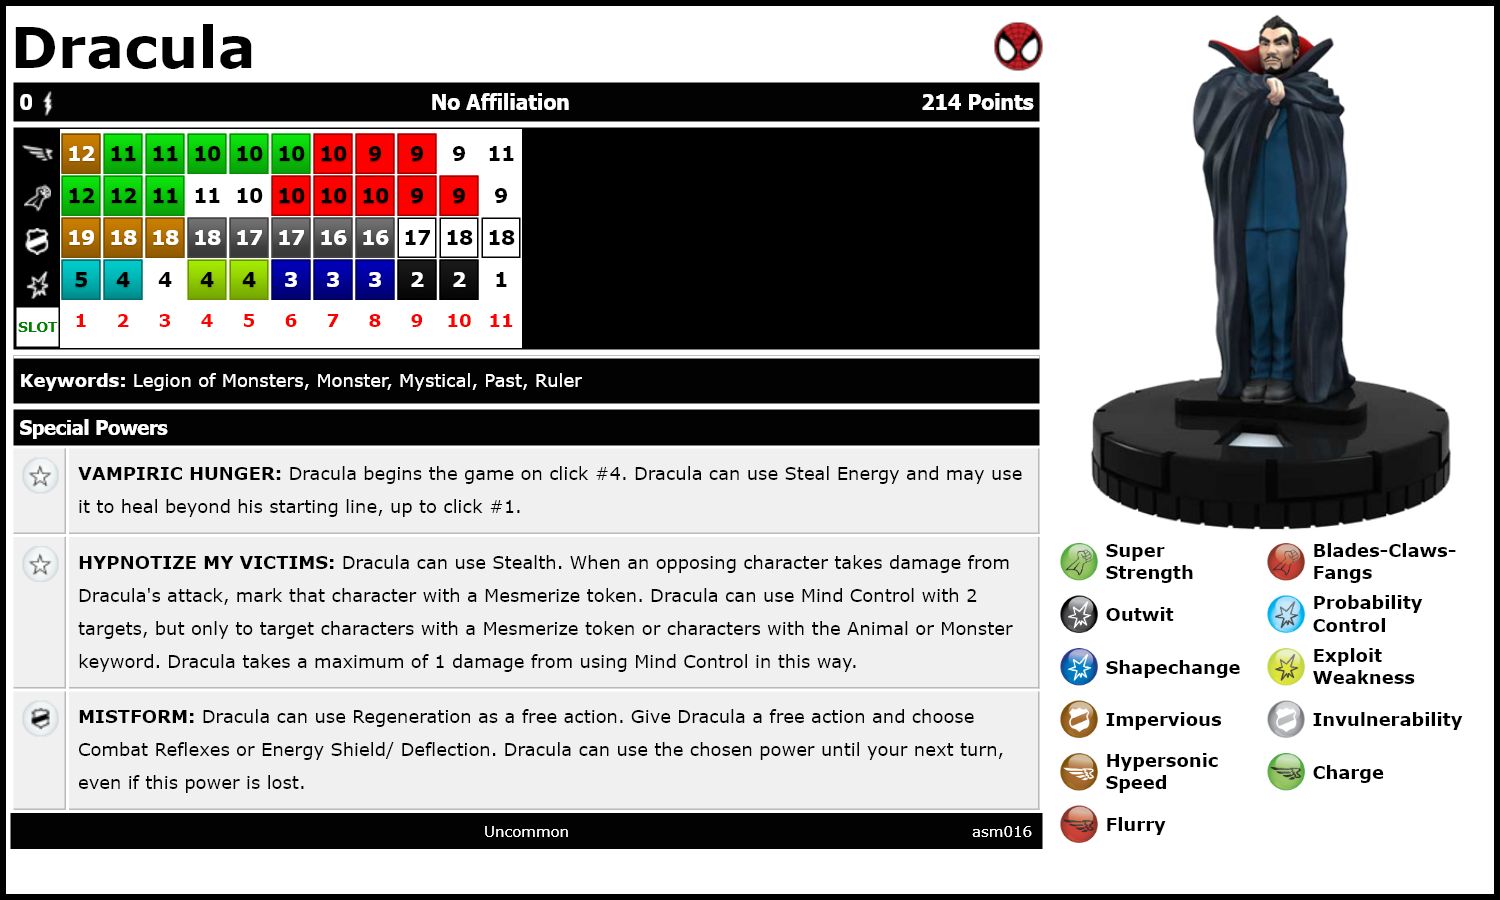 Dracula
0 No Affiliation 214 Points
12 11 11 10 10 10 10 9 9 9 11
12 12 11 11 10 10 10 10 9 9 9
19 18 18 18 17 17 16 16 17 18 18
5 4 4 4 4 3 3 3 2 2 1
SLOT 1 2 3 4 5 6 7 8 9 10 11
Keywords: Legion of Monsters, Monster, Mystical, Past, Ruler
Special Powers
VAMPIRIC HUNGER: Dracula begins the game on click #4. Dracula can use Steal Energy and may use
it to heal beyond his starting line, up to click #1.
HYPNOTIZE MY VICTIMS: Dracula can use Stealth. When an opposing character takes damage from
Dracula's attack, mark that character with a Mesmerize token. Dracula can use Mind Control with 2
targets, but only to target characters with a Mesmerize token or characters with the Animal or Monster
keyword. Dracula takes a maximum of 1 damage from using Mind Control in this way.
MISTFORM: Dracula can use Regeneration as a free action. Give Dracula a free action and choose
Combat Reflexes or Energy Shield/ Deflection. Dracula can use the chosen power until your next turn,
even if this power is lost.
Uncommon asm016
Super
Strength
Blades-Claws-
Fangs
Outwit
Probability
Control
Shapechange
Exploit
Weakness
Impervious
Invulnerability
Hypersonic
Speed
Charge
Flurry